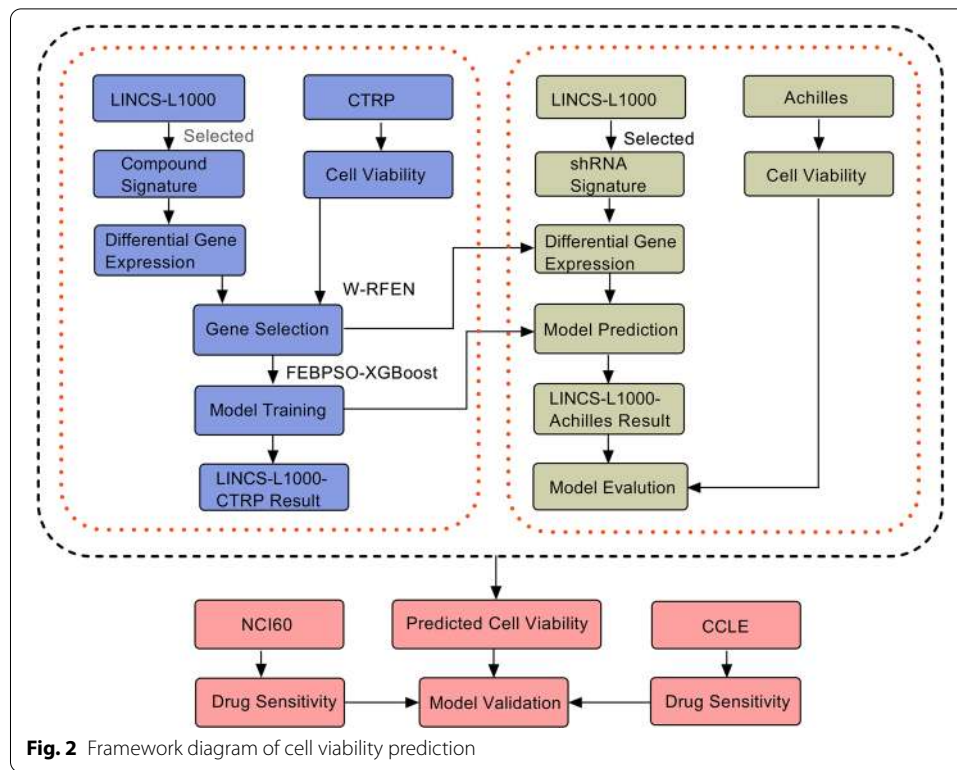 LINCS-L1000
CTRP
Selected
Compound
Signature
Cell Viability
Differential Gene
Expression
W-RFEN
Gene Selection
FEBPSO-XGBoost
Model Training
LINCS-L1000-
CTRP Result
LINCS-L1000
Achilles
Selected
shRNA
Signature
Cell Viability
Differential Gene
Expression
Model Prediction
LINCS-L1000-
Achilles Result
Model Evalution
NCI60
Predicted Cell Viability
CCLE
Drug Sensitivity
Model Validation
Drug Sensitivity
Fig. 2 Framework diagram of cell viability prediction